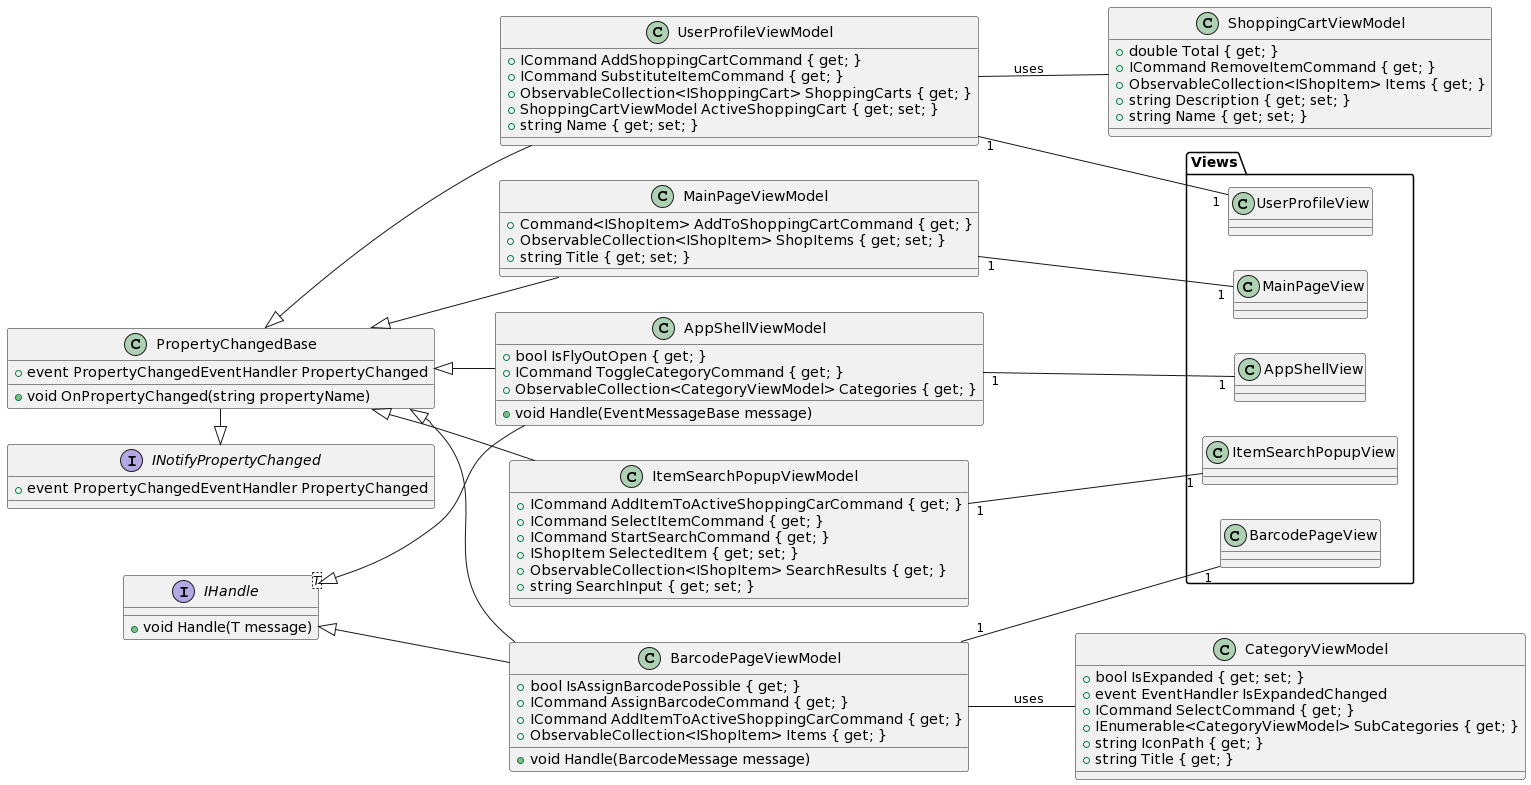 C UserProfileViewModel
ICommand AddShoppingCartCommand { get; }
ICommand SubstituteItemCommand { get; }
ObservableCollection<IShoppingCart> ShoppingCarts { get; }
ShoppingCartViewModel ActiveShoppingCart { get; set; }
string Name { get; set; }
uses
C ShoppingCartViewModel
double Total { get; }
ICommand RemoveItemCommand { get; }
ObservableCollection<IShopItem> Items { get; }
string Description { get; set; }
string Name { get; set; }
1
Views
C UserProfileView
1
C MainPageViewModel
Command<IShopItem> AddToShoppingCartCommand { get; }
ObservableCollection<IShopItem> ShopItems { get; set; }
string Title { get; set; }
1
C MainPageView
1
C PropertyChangedBase
event PropertyChangedEventHandler PropertyChanged
void OnPropertyChanged(string propertyName)
C AppShellViewModel
bool IsFlyOutOpen { get; }
ICommand ToggleCategoryCommand { get; }
ObservableCollection<CategoryViewModel> Categories { get; }
void Handle(EventMessageBase message)
1
C AppShellView
1
I INotifyPropertyChanged
event PropertyChangedEventHandler PropertyChanged
C ItemSearchPopupViewModel
ICommand AddItemToActiveShoppingCarCommand { get; }
ICommand SelectItemCommand { get; }
ICommand StartSearchCommand { get; }
IShopItem SelectedItem { get; set; }
ObservableCollection<IShopItem> SearchResults { get; }
string SearchInput { get; set; }
1
C ItemSearchPopupView
1
C BarcodePageView
1
T
I IHandle
void Handle(T message)
1
C BarcodePageViewModel
bool IsAssignBarcodePossible { get; }
ICommand AssignBarcodeCommand { get; }
ICommand AddItemToActiveShoppingCarCommand { get; }
ObservableCollection<IShopItem> Items { get; }
void Handle(BarcodeMessage message)
uses
C CategoryViewModel
bool IsExpanded { get; set; }
event EventHandler IsExpandedChanged
ICommand SelectCommand { get; }
IEnumerable<CategoryViewModel> SubCategories { get; }
string IconPath { get; }
string Title { get; }